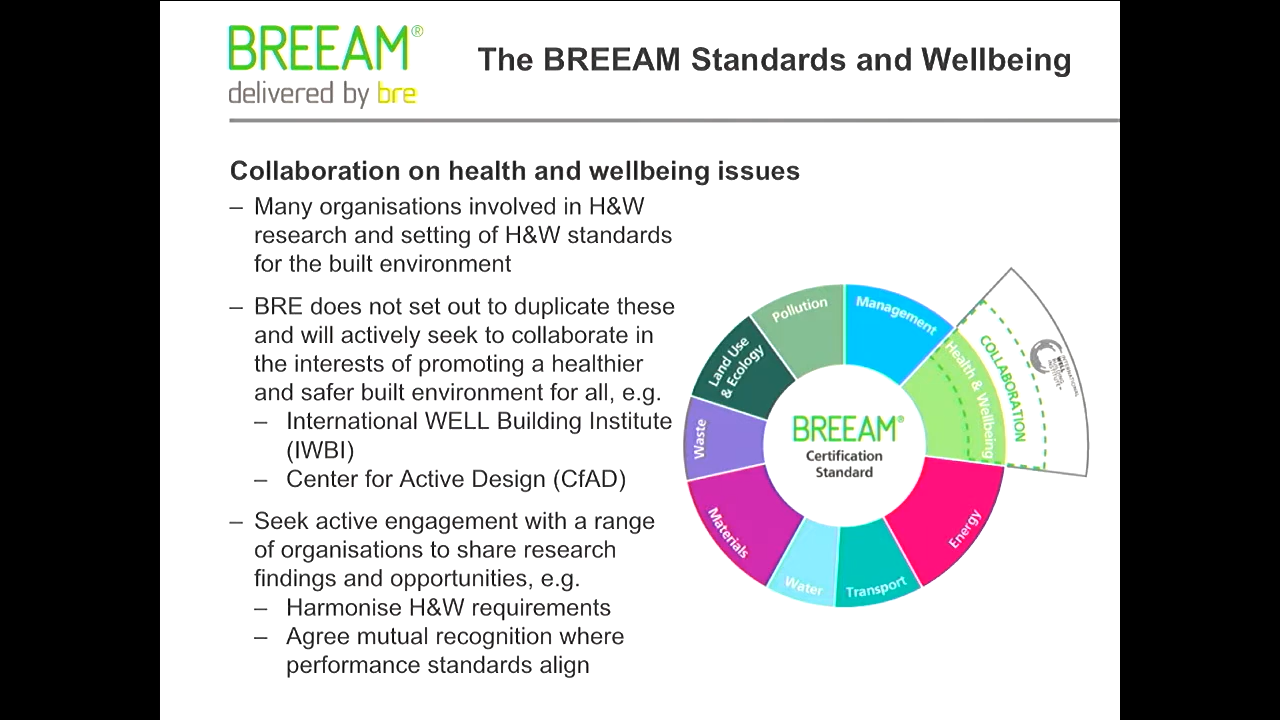 BREEAM®
delivered by bre
The BREEAM Standards and Wellbeing
Collaboration on health and wellbeing issues
– Many organisations involved in H&W
research and setting of H&W standards
for the built environment
– BRE does not set out to duplicate these
and will actively seek to collaborate in
the interests of promoting a healthier
and safer built environment for all, e.g.
– International WELL Building Institute
(IWBI)
– Center for Active Design (CfAD)
– Seek active engagement with a range
of organisations to share research
findings and opportunities, e.g.
– Harmonise H&W requirements
– Agree mutual recognition where
performance standards align
Management
Health & Wellbeing
COLLABORATION
INTERNATIONAL
WELL
BUILDING
INSTITUTE
Energy
Transport
Water
Materials
Waste
Land Use
& Ecology
Pollution
BREEAM®
Certification
Standard